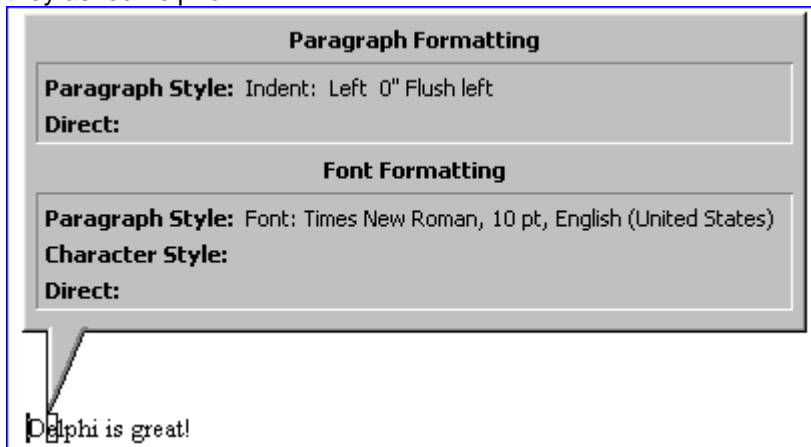 Paragraph Formatting
Paragraph Style: Indent: Left 0" Flush left
Direct:
Font Formatting
Paragraph Style: Font: Times New Roman, 10 pt, English (United States)
Character Style:
Direct:
Delphi is great!